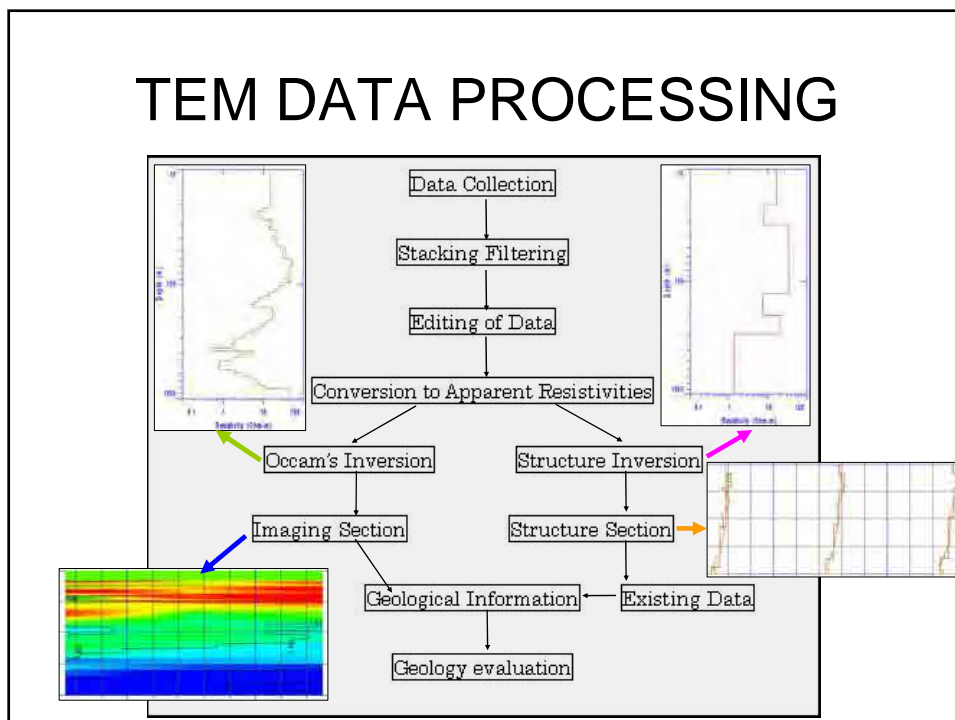 TEM DATA PROCESSING
Data Collection
Stacking Filtering
Editing of Data
Conversion to Apparent Resistivities
Occam's Inversion
Structure Inversion
Imaging Section
Structure Section
Geological Information
Existing Data
Geology evaluation